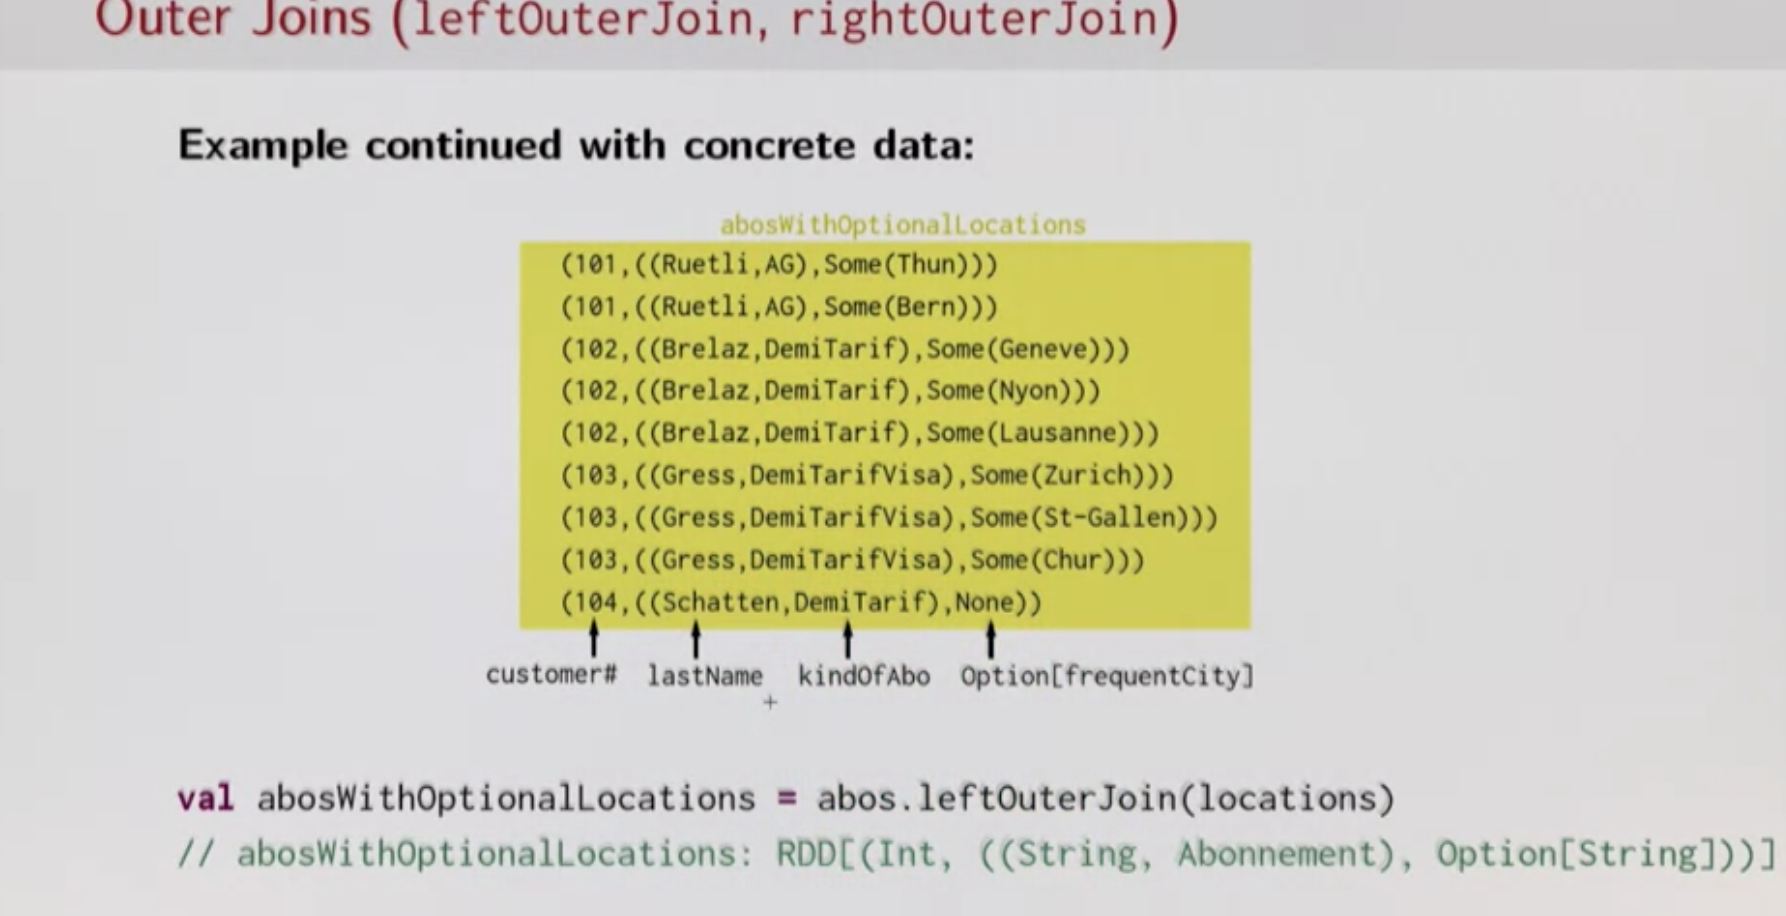 Outer Joins (leftOuterJoin, rightOuterJoin)
Example continued with concrete data:
abosWithOptionalLocations
(101,((Ruetli,AG),Some(Thun)))
(101,((Ruetli,AG),Some(Bern)))
(102,((Brelaz,DemiTarif),Some(Geneve)))
(102,((Brelaz,DemiTarif),Some(Nyon)))
(102,((Brelaz,DemiTarif),Some(Lausanne)))
(103,((Gress,DemiTarifVisa),Some(Zurich)))
(103,((Gress,DemiTarifVisa),Some(St-Gallen)))
(103,((Gress,DemiTarifVisa),Some(Chur)))
(104,((Schatten,DemiTarif),None))
customer# lastName kindOfAbo Option[frequentCity]
val abosWithOptionalLocations = abos.leftOuterJoin(locations)
// abosWithOptionalLocations: RDD[(Int, ((String, Abonnement), Option[String]))]